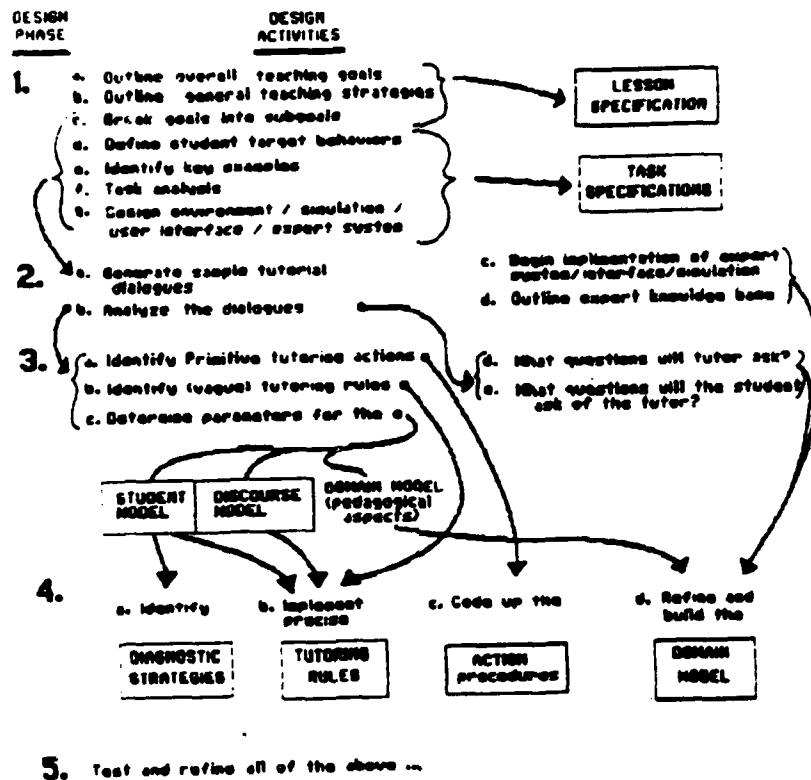 DESIGN PHASE
DESIGN ACTIVITIES
1.
a. Outline overall teaching goals
b. Outline general teaching strategies
c. Break goals into subgoals
d. Define student target behaviors
e. Identify key examples
f. Task analysis
g. Design environment / simulation /
user interface / expert system
LESSON
SPECIFICATION
TASK
SPECIFICATIONS
2.
a. Generate sample tutorial
dialogues
b. Analyze the dialogues
c. Begin implementation of expert
system/interface/simulation
d. Outline expert knowledge base
3.
a. Identify Primitive tutoring actions
b. Identify (vague) tutoring rules
c. Determine parameters for the
d. What questions will tutor ask?
e. What questions will the student
ask of the tutor?
STUDENT
MODEL
DISCOURSE
MODEL
DOMAIN MODEL
(pedagogical
aspects)
4.
a. Identify
DIAGNOSTIC
STRATEGIES
b. Implement
precise
TUTORING
RULES
c. Code up the
ACTION
procedures
d. Refine and
build the
DOMAIN
MODEL
5. Test and refine all of the above ...